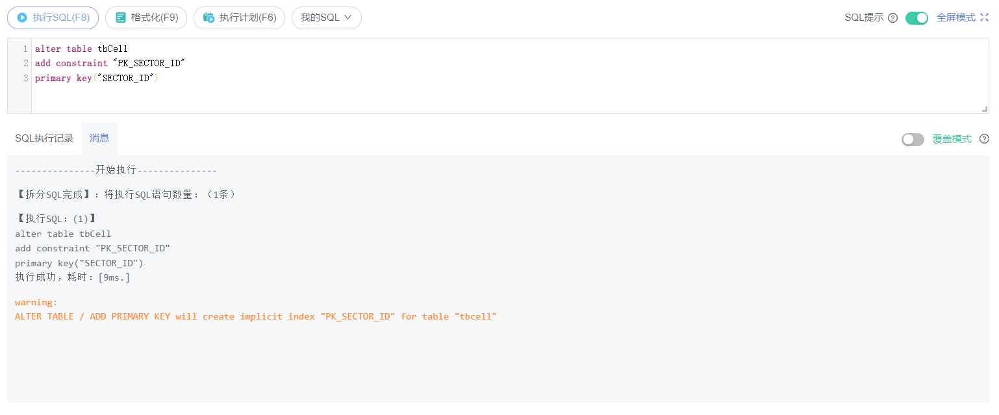 执行SQL(F8) 格式化(F9) 执行计划(F6) 我的SQL SQL提示 全屏模式
1 alter table tbCell
2 add constraint "PK_SECTOR_ID"
3 primary key("SECTOR_ID")
SQL执行记录 消息 覆盖模式
---------------开始执行---------------
【拆分SQL完成】：将执行SQL语句数量：（1条）
【执行SQL：(1)】
alter table tbCell
add constraint "PK_SECTOR_ID"
primary key("SECTOR_ID")
执行成功，耗时：[9ms.]
warning:
ALTER TABLE / ADD PRIMARY KEY will create implicit index "PK_SECTOR_ID" for table "tbcell"